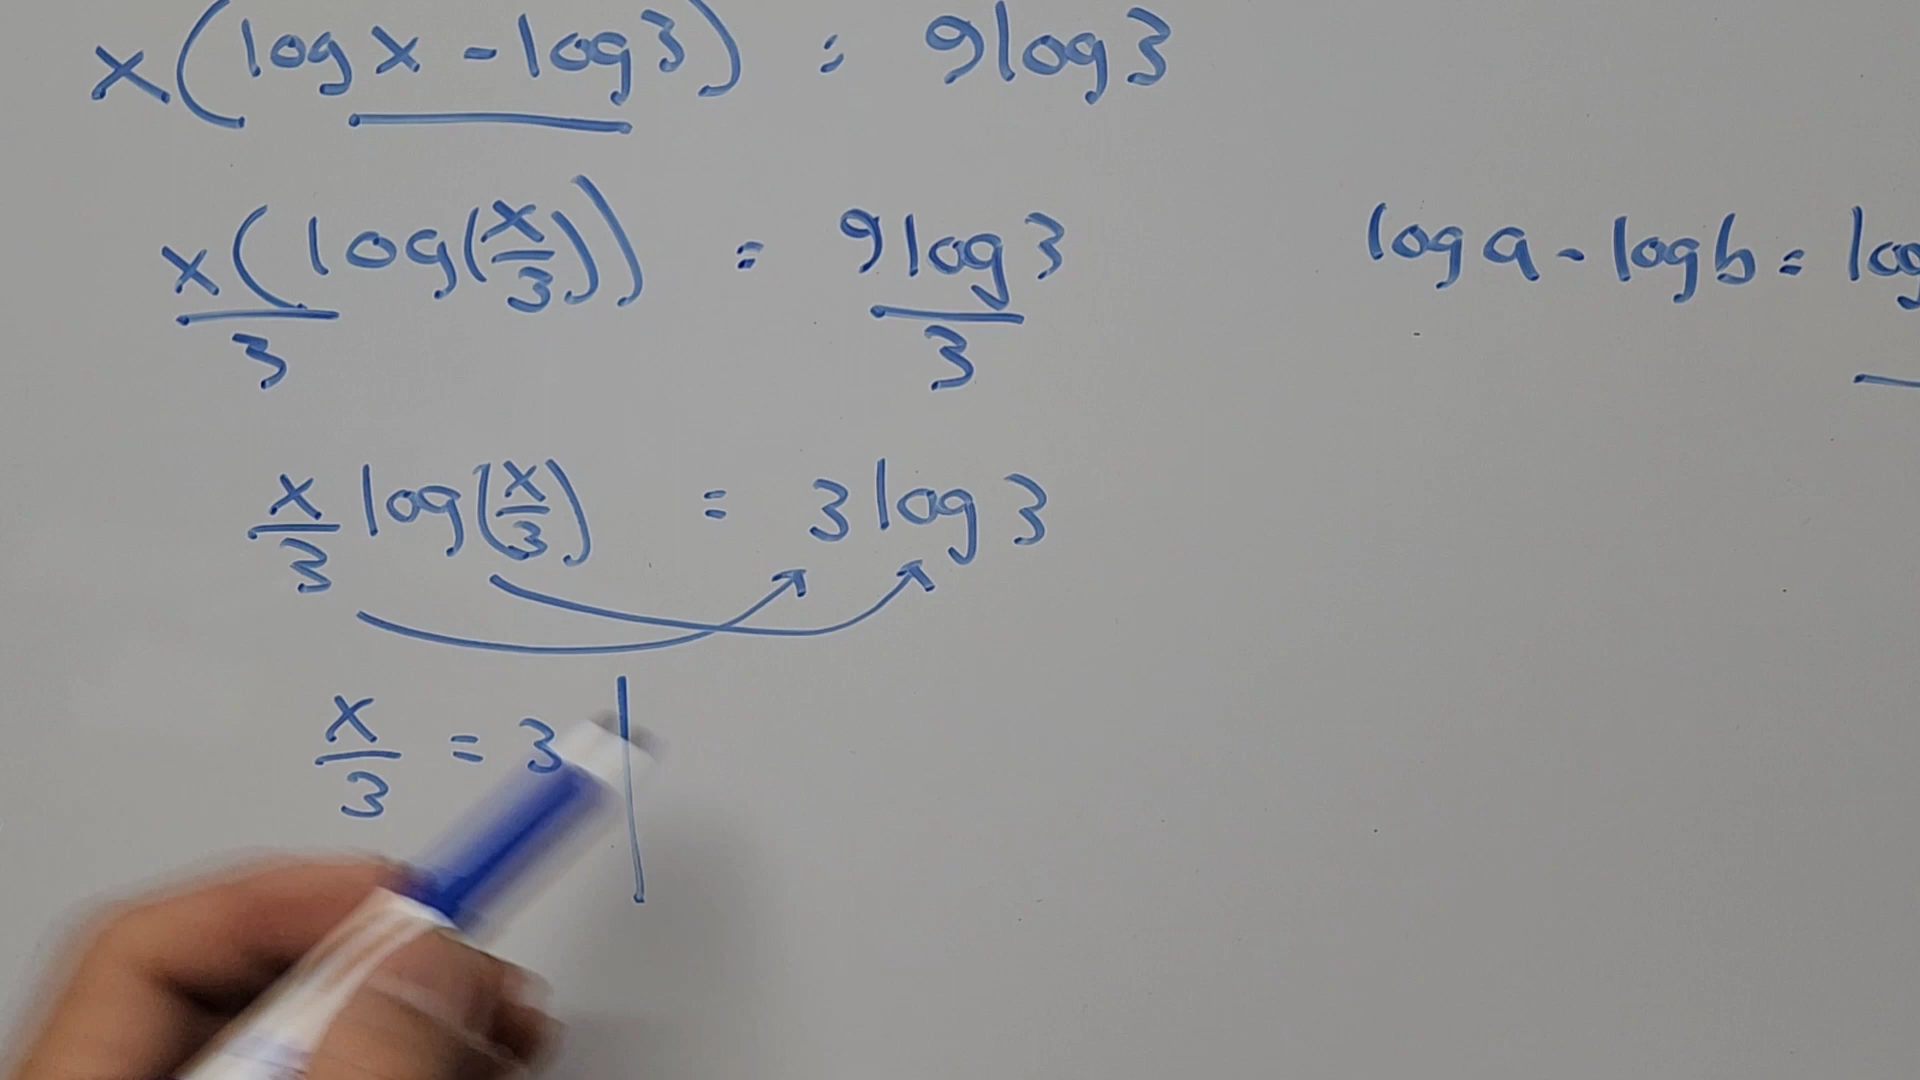 x(log x - log 3) = 9 log 3
x(log(x/3))/3 = 9 log 3/3
log a - log b = log
x/3 log(x/3) = 3 log 3
x/3 = 3